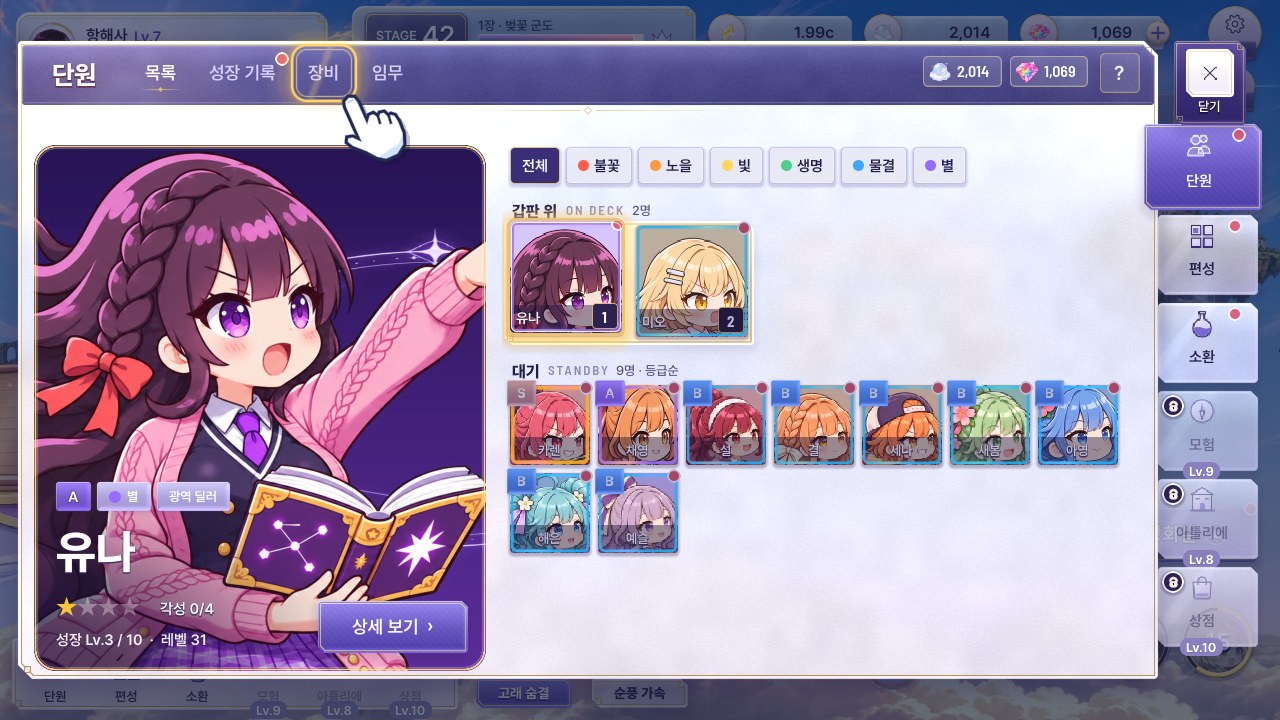 항해사 Lv.7
STAGE 42
1장 · 벚꽃 군도
1.99c
2,014
1,069
단원
목록
성장 기록
장비
임무
2,014
1,069
?
닫기
전체
불꽃
노을
빛
생명
물결
별
갑판 위 ON DECK 2명
유나 1
미오 2
대기 STANDBY 9명 · 등급순
S
A
B
B
B
B
B
카렌
재영
설
결
세나
새봄
아영
B
B
해온
예슬
A
별
광역 딜러
유나
각성 0/4
성장 Lv.3 / 10 · 레벨 31
상세 보기 ›
단원
편성
소환
모험
Lv.9
아틀리에
Lv.8
상점
Lv.10
단원
편성
소환
모험
Lv.9
아틀리에
Lv.8
상점
Lv.10
고래 숨결
순풍 가속